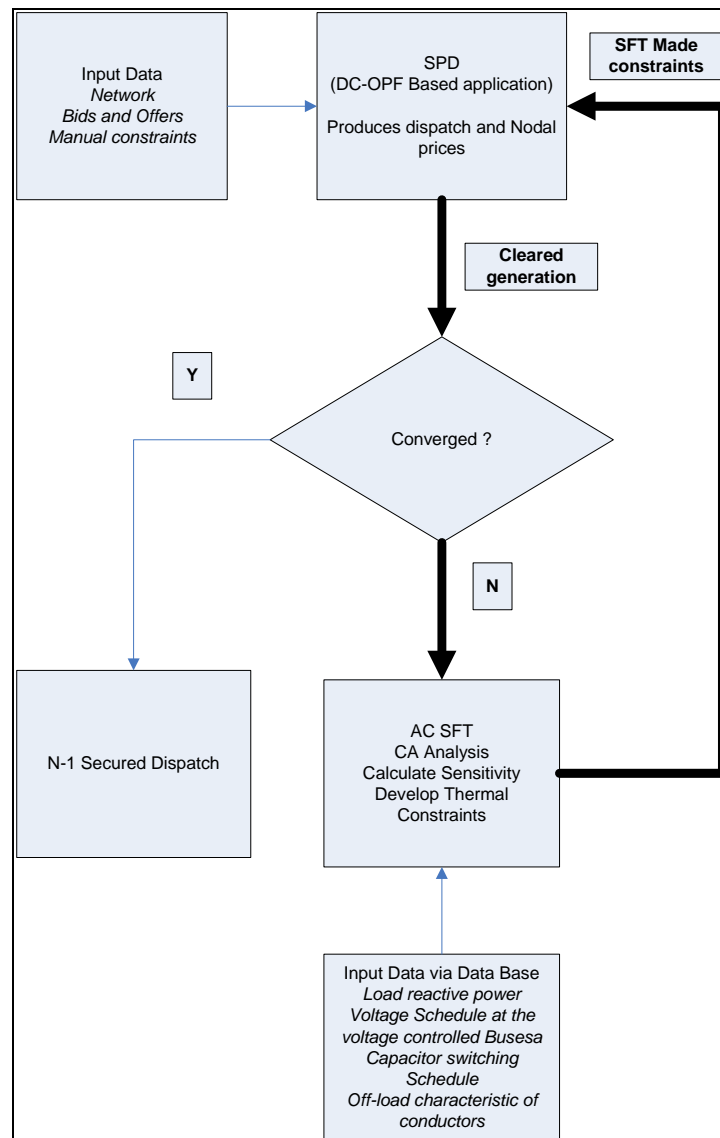 Input Data
Network
Bids and Offers
Manual constraints
SPD
(DC-OPF Based application)
Produces dispatch and Nodal
prices
SFT Made
constraints
Cleared
generation
Y
Converged ?
N
N-1 Secured Dispatch
AC SFT
CA Analysis
Calculate Sensitivity
Develop Thermal
Constraints
Input Data via Data Base
Load reactive power
Voltage Schedule at the
voltage controlled Busesa
Capacitor switching
Schedule
Off-load characteristic of
conductors